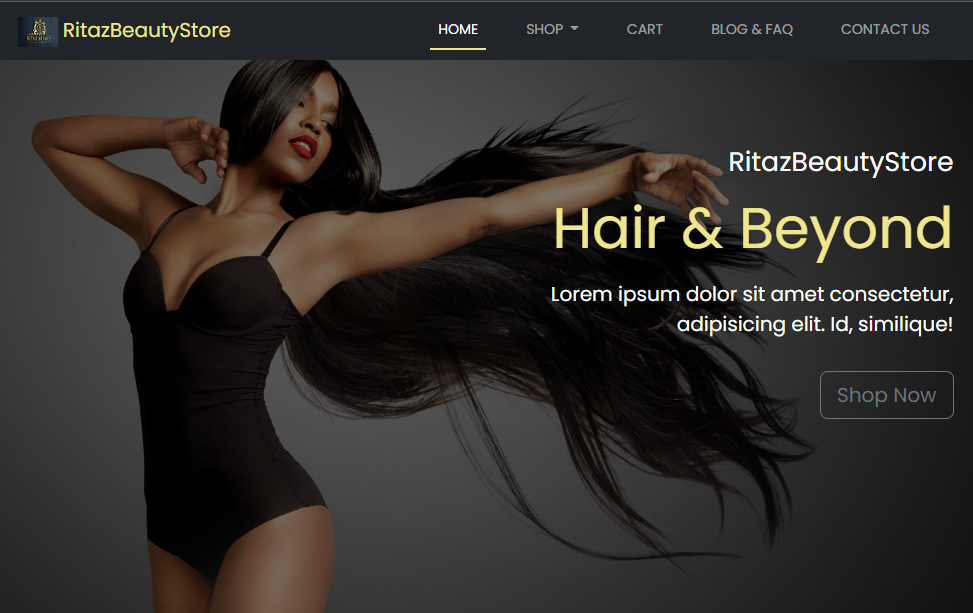 RitazBeautyStore
HOME SHOP CART BLOG & FAQ CONTACT US
RitazBeautyStore
Hair & Beyond
Lorem ipsum dolor sit amet consectetur,
adipisicing elit. Id, similique!
Shop Now